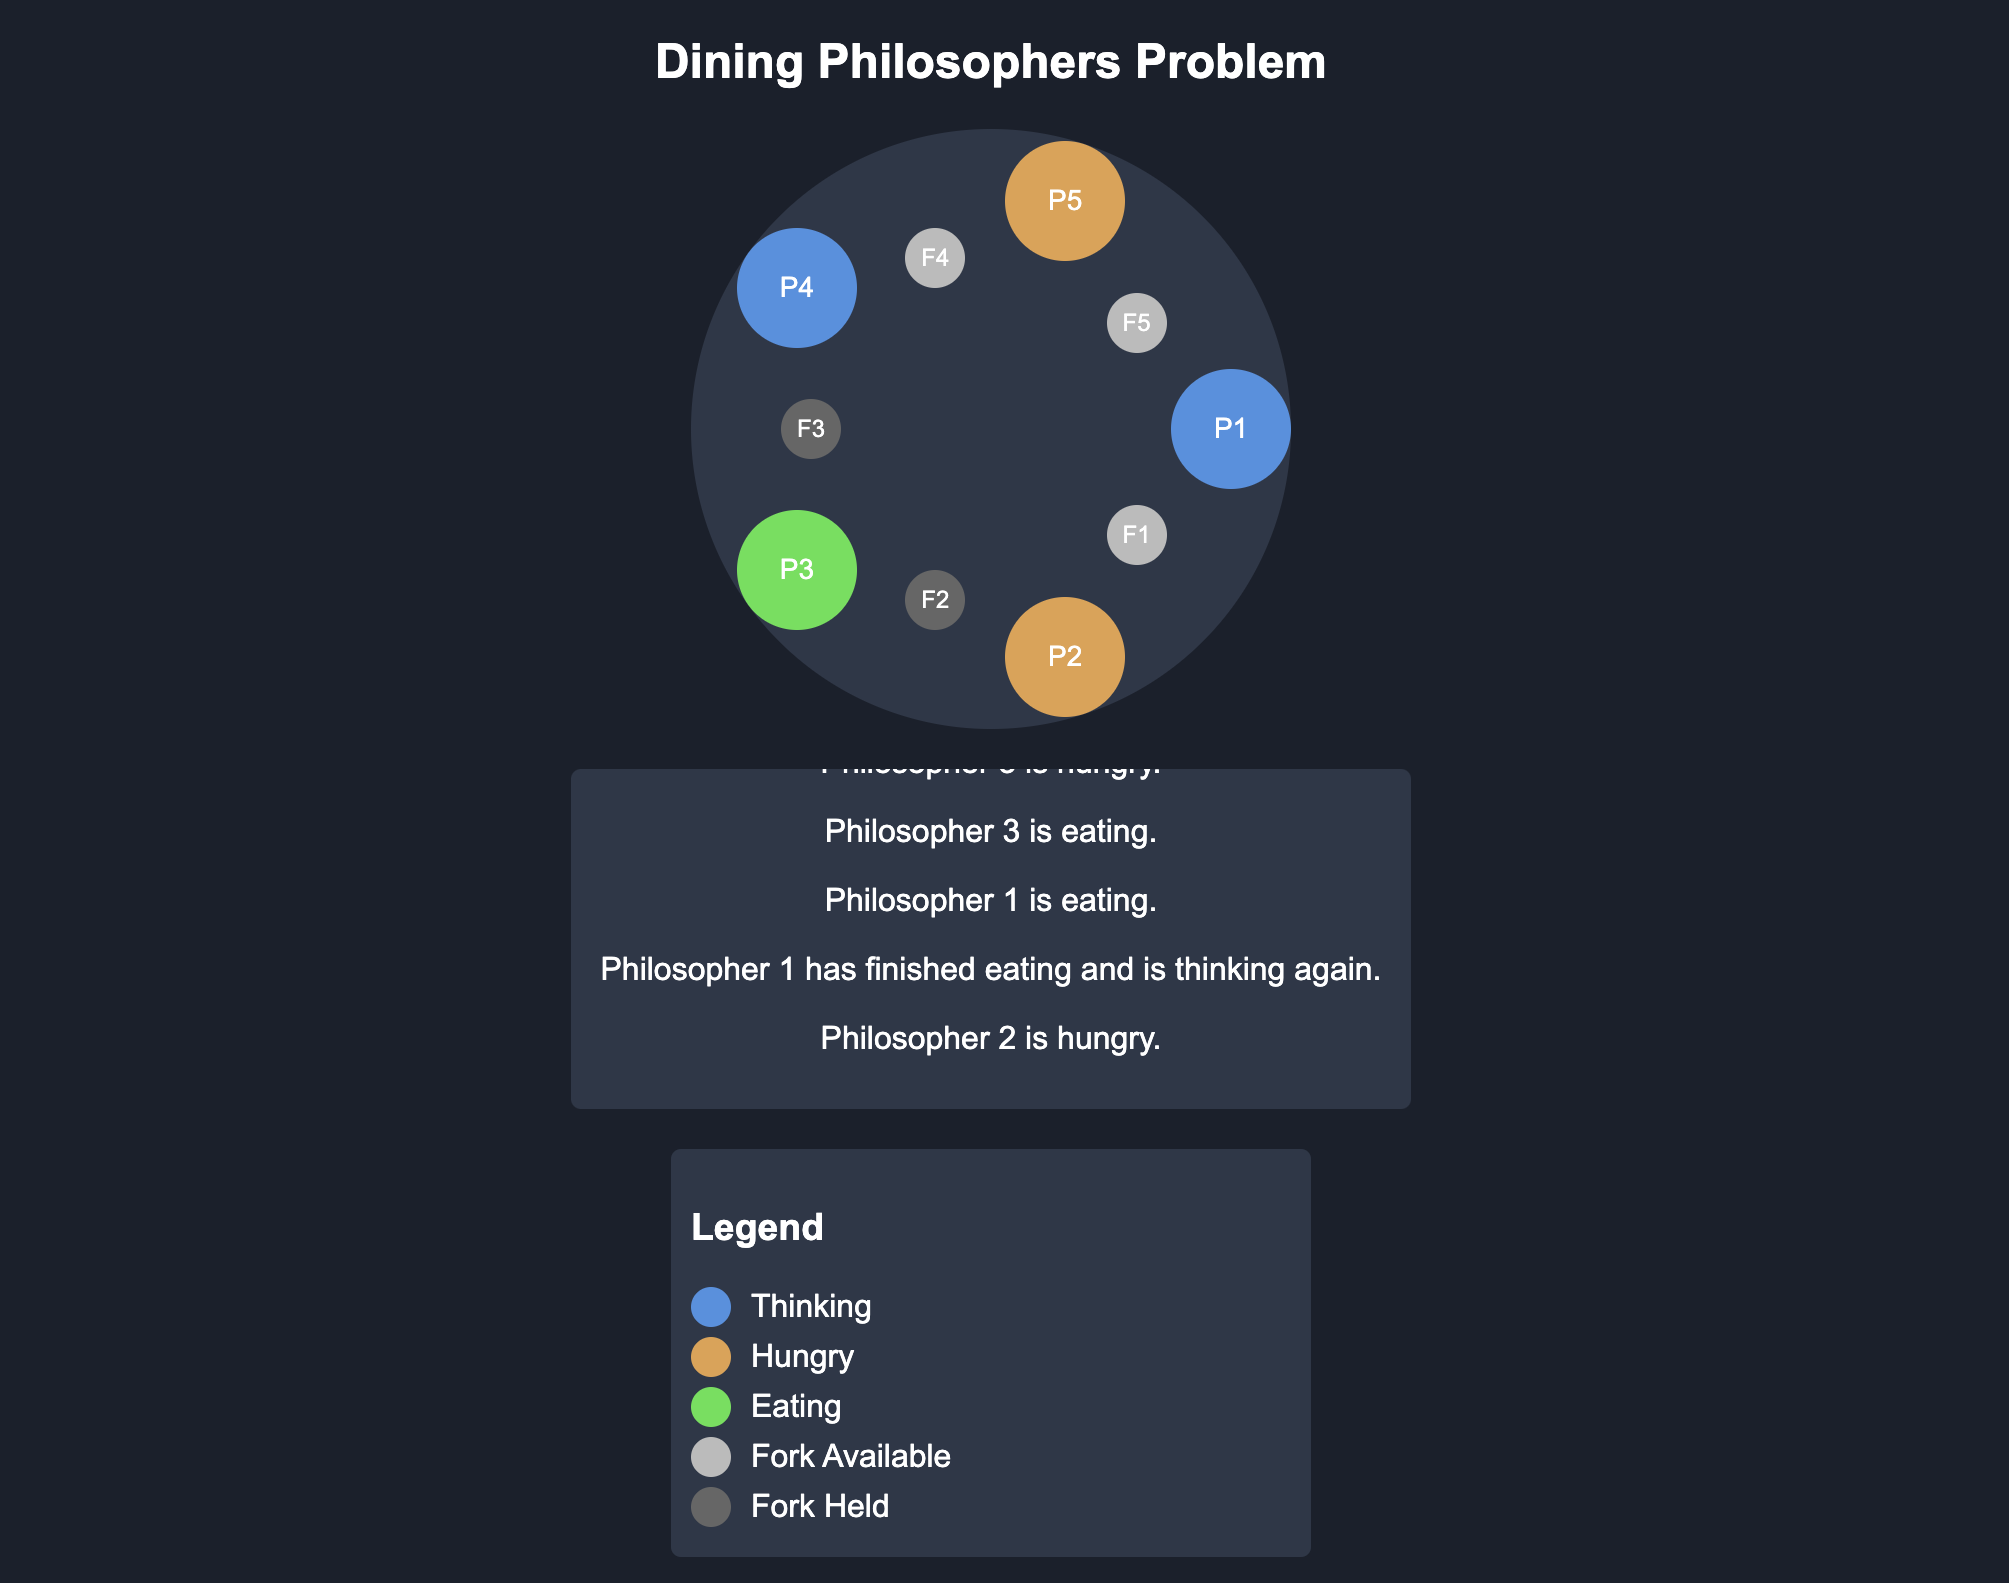 Dining Philosophers Problem
P5
F4
P4
F5
F3
P1
F1
P3
F2
P2
is hungry.
Philosopher 3 is eating.
Philosopher 1 is eating.
Philosopher 1 has finished eating and is thinking again.
Philosopher 2 is hungry.
Legend
Thinking
Hungry
Eating
Fork Available
Fork Held